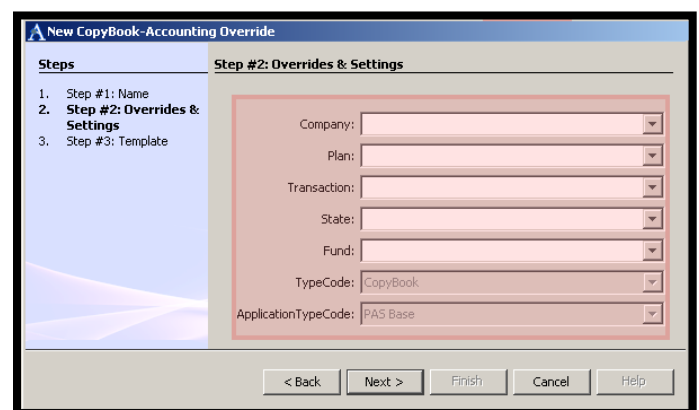 New CopyBook-Accounting Override
Steps
1. Step #1: Name
2. Step #2: Overrides &
Settings
3. Step #3: Template
Step #2: Overrides & Settings
Company:
Plan:
Transaction:
State:
Fund:
TypeCode: CopyBook
ApplicationTypeCode: PAS Base
< Back Next > Finish Cancel Help